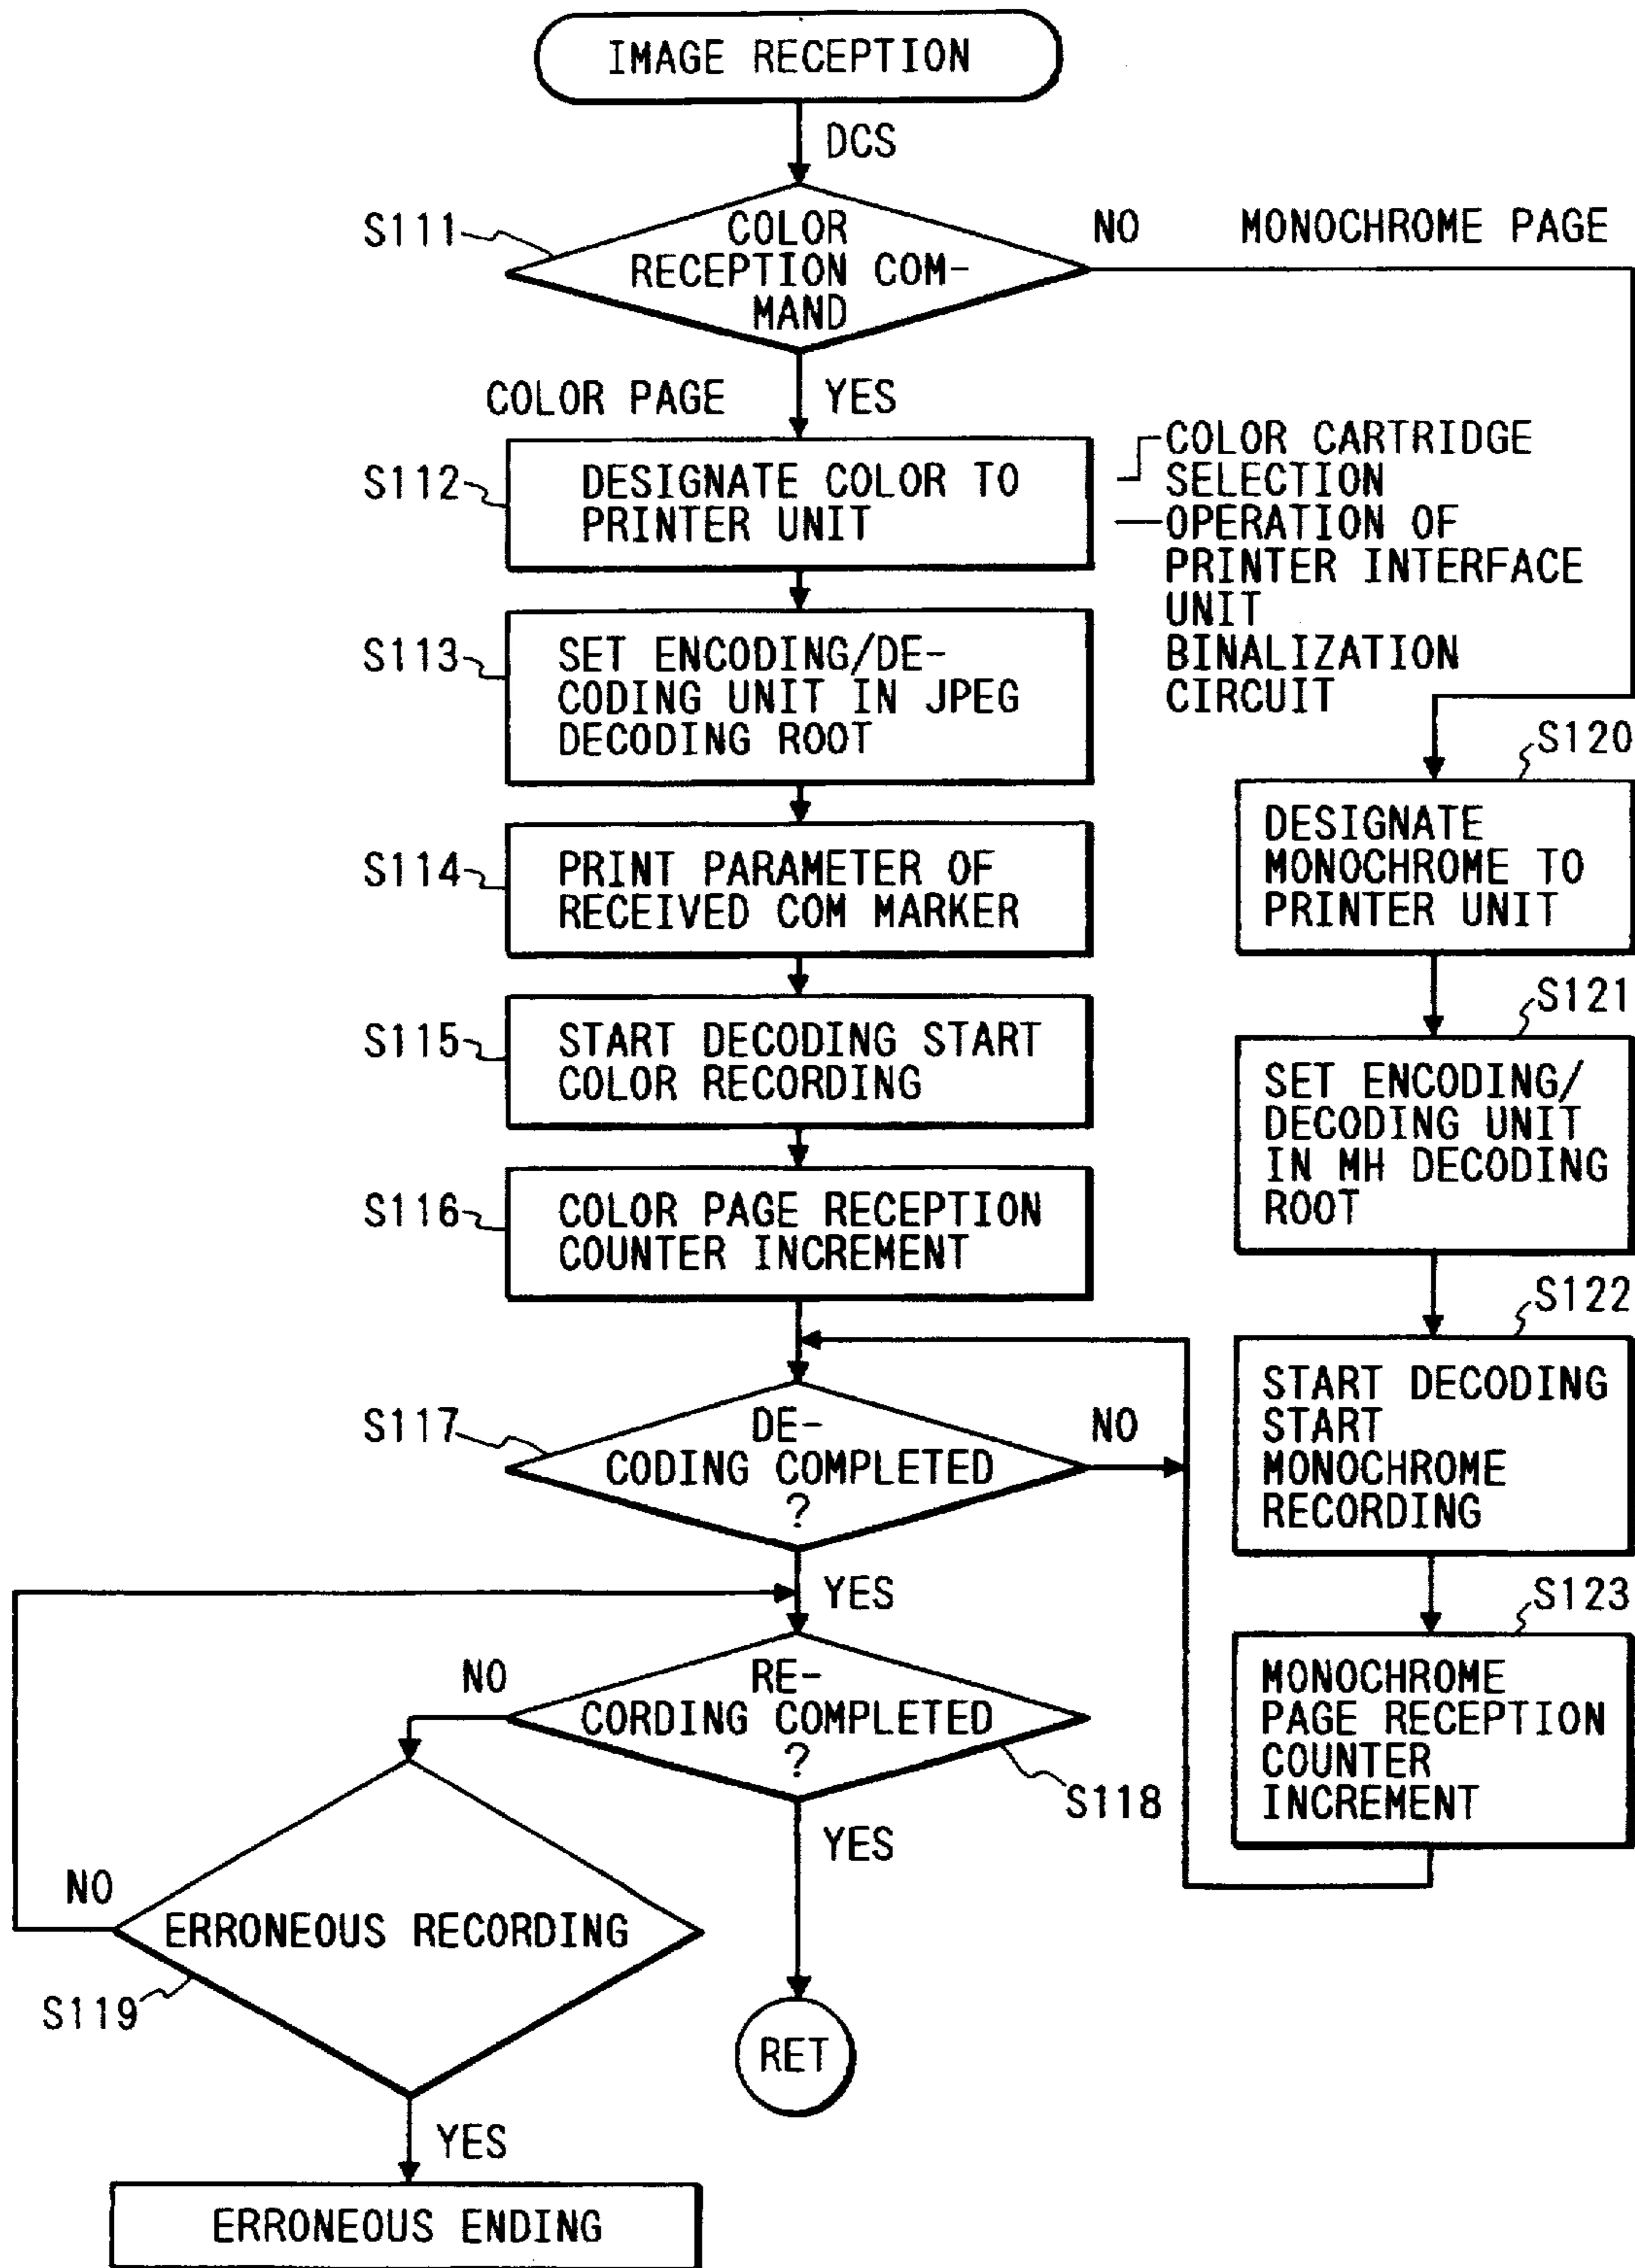 IMAGE RECEPTION
DCS
S111
COLOR
RECEPTION COM-
MAND
NO
MONOCHROME PAGE
COLOR PAGE
YES
S112
DESIGNATE COLOR TO
PRINTER UNIT
COLOR CARTRIDGE
SELECTION
OPERATION OF
PRINTER INTERFACE
UNIT
BINALIZATION
CIRCUIT
S113
SET ENCODING/DE-
CODING UNIT IN JPEG
DECODING ROOT
S114
PRINT PARAMETER OF
RECEIVED COM MARKER
S115
START DECODING START
COLOR RECORDING
S116
COLOR PAGE RECEPTION
COUNTER INCREMENT
S117
DE-
CODING COMPLETED
?
NO
YES
RE-
CORDING COMPLETED
?
NO
S118
YES
RET
NO
ERRONEOUS RECORDING
S119
YES
ERRONEOUS ENDING
S120
DESIGNATE
MONOCHROME TO
PRINTER UNIT
S121
SET ENCODING/
DECODING UNIT
IN MH DECODING
ROOT
S122
START DECODING
START
MONOCHROME
RECORDING
S123
MONOCHROME
PAGE RECEPTION
COUNTER
INCREMENT